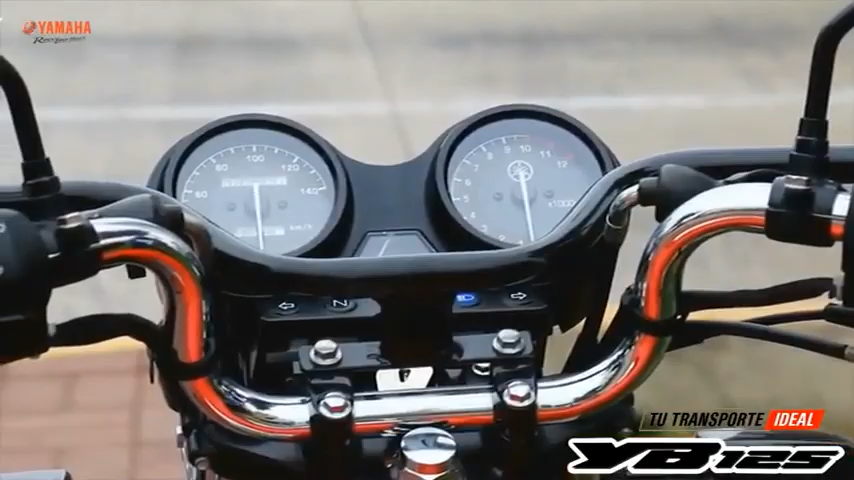 YAMAHA
Revs Your Heart
60 80 100 120 140
km/h
4 5 6 7 8 9 10 11 12
x1000
N
TU TRANSPORTE IDEAL
YB125